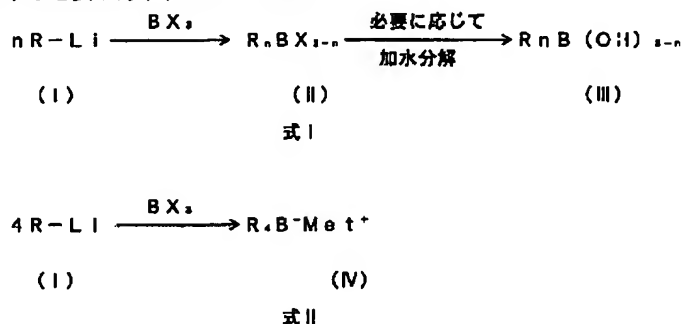 BX₃ 必要に応じて
nR-Li → RₙBX₃₋ₙ → RnB(OH)₃₋ₙ
加水分解
(I) (II) (III)
式I
BX₃
4R-LI → R₄B⁻Met⁺
(I) (IV)
式II